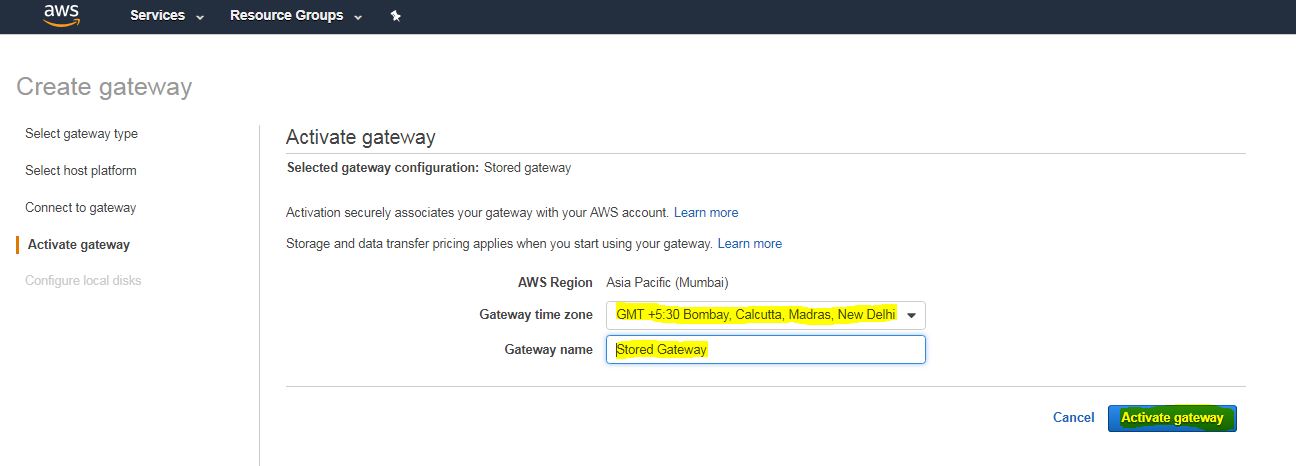 aws
Services
Resource Groups
Create gateway
Select gateway type
Select host platform
Connect to gateway
Activate gateway
Configure local disks
Activate gateway
Selected gateway configuration: Stored gateway
Activation securely associates your gateway with your AWS account. Learn more
Storage and data transfer pricing applies when you start using your gateway. Learn more
AWS Region Asia Pacific (Mumbai)
Gateway time zone GMT +5:30 Bombay, Calcutta, Madras, New Delhi
Gateway name Stored Gateway
Cancel Activate gateway